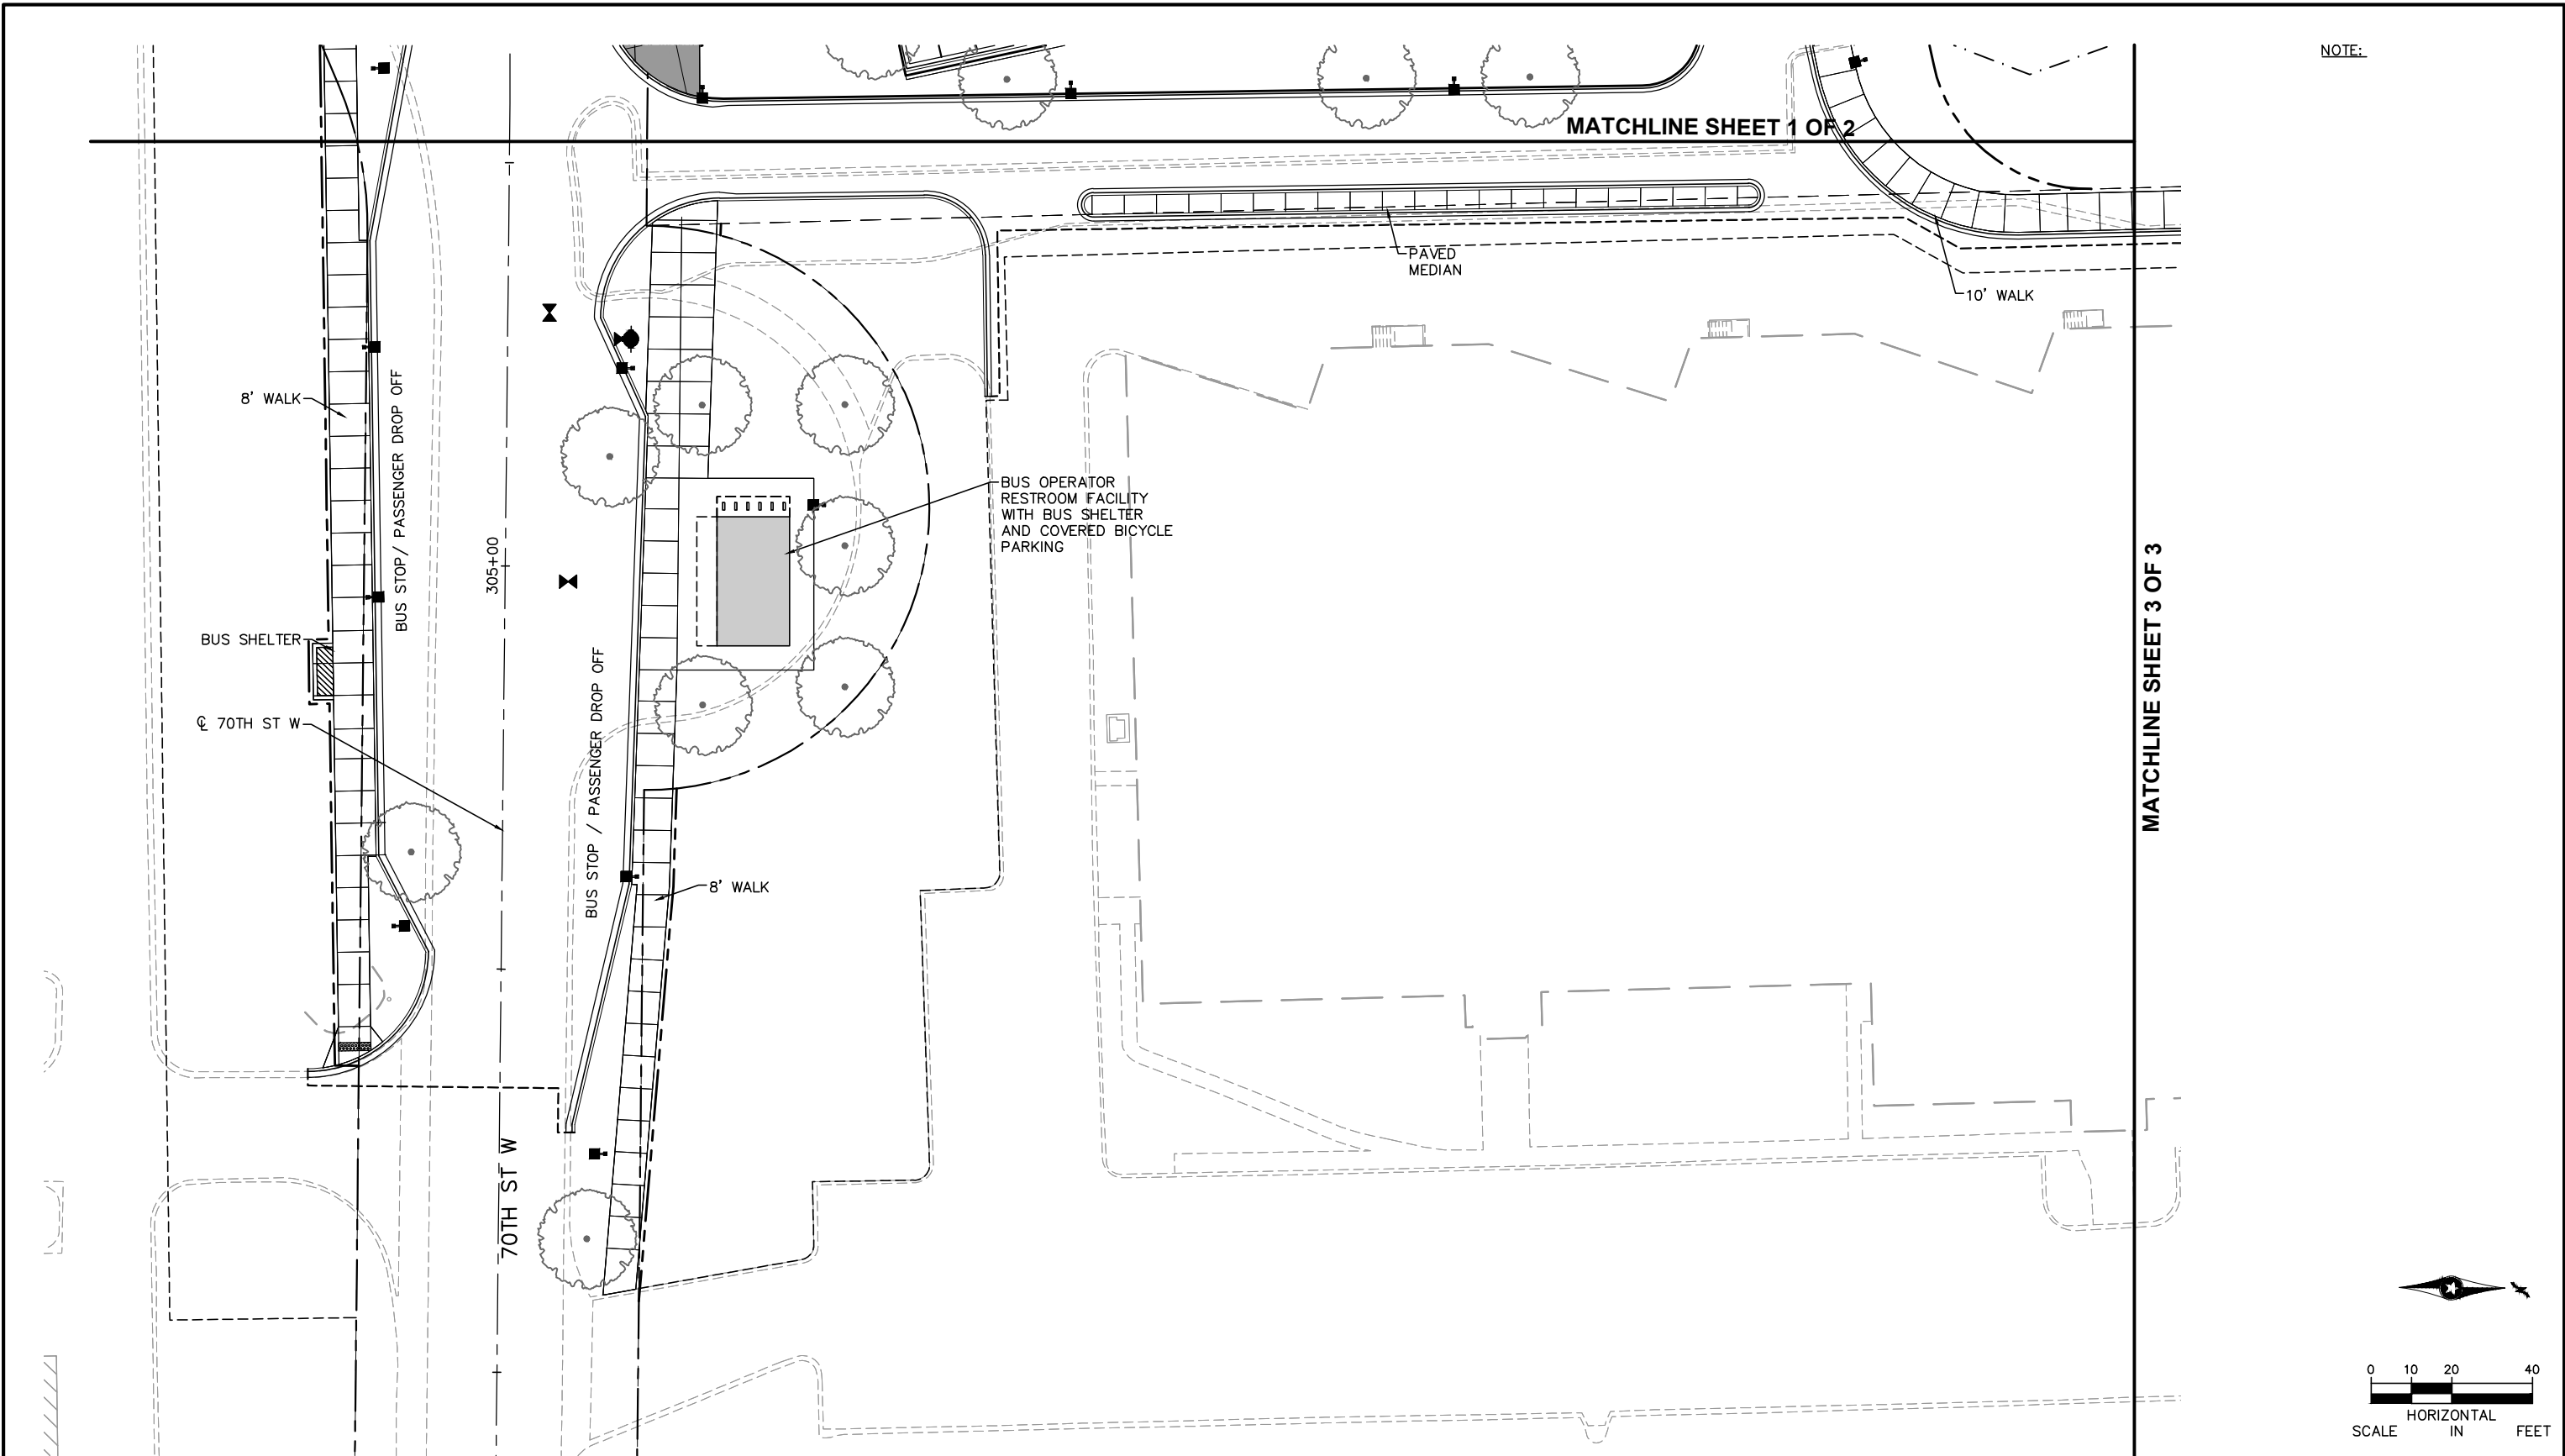 NOTE:
MATCHLINE SHEET 1 OF 2
PAVED
MEDIAN
10' WALK
8' WALK
BUS STOP/ PASSENGER DROP OFF
305+00
BUS OPERATOR
RESTROOM FACILITY
WITH BUS SHELTER
AND COVERED BICYCLE
PARKING
MATCHLINE SHEET 3 OF 3
BUS SHELTER
℄ 70TH ST W
BUS STOP / PASSENGER DROP OFF
8' WALK
70TH ST W
0 10 20 40
HORIZONTAL
SCALE IN FEET